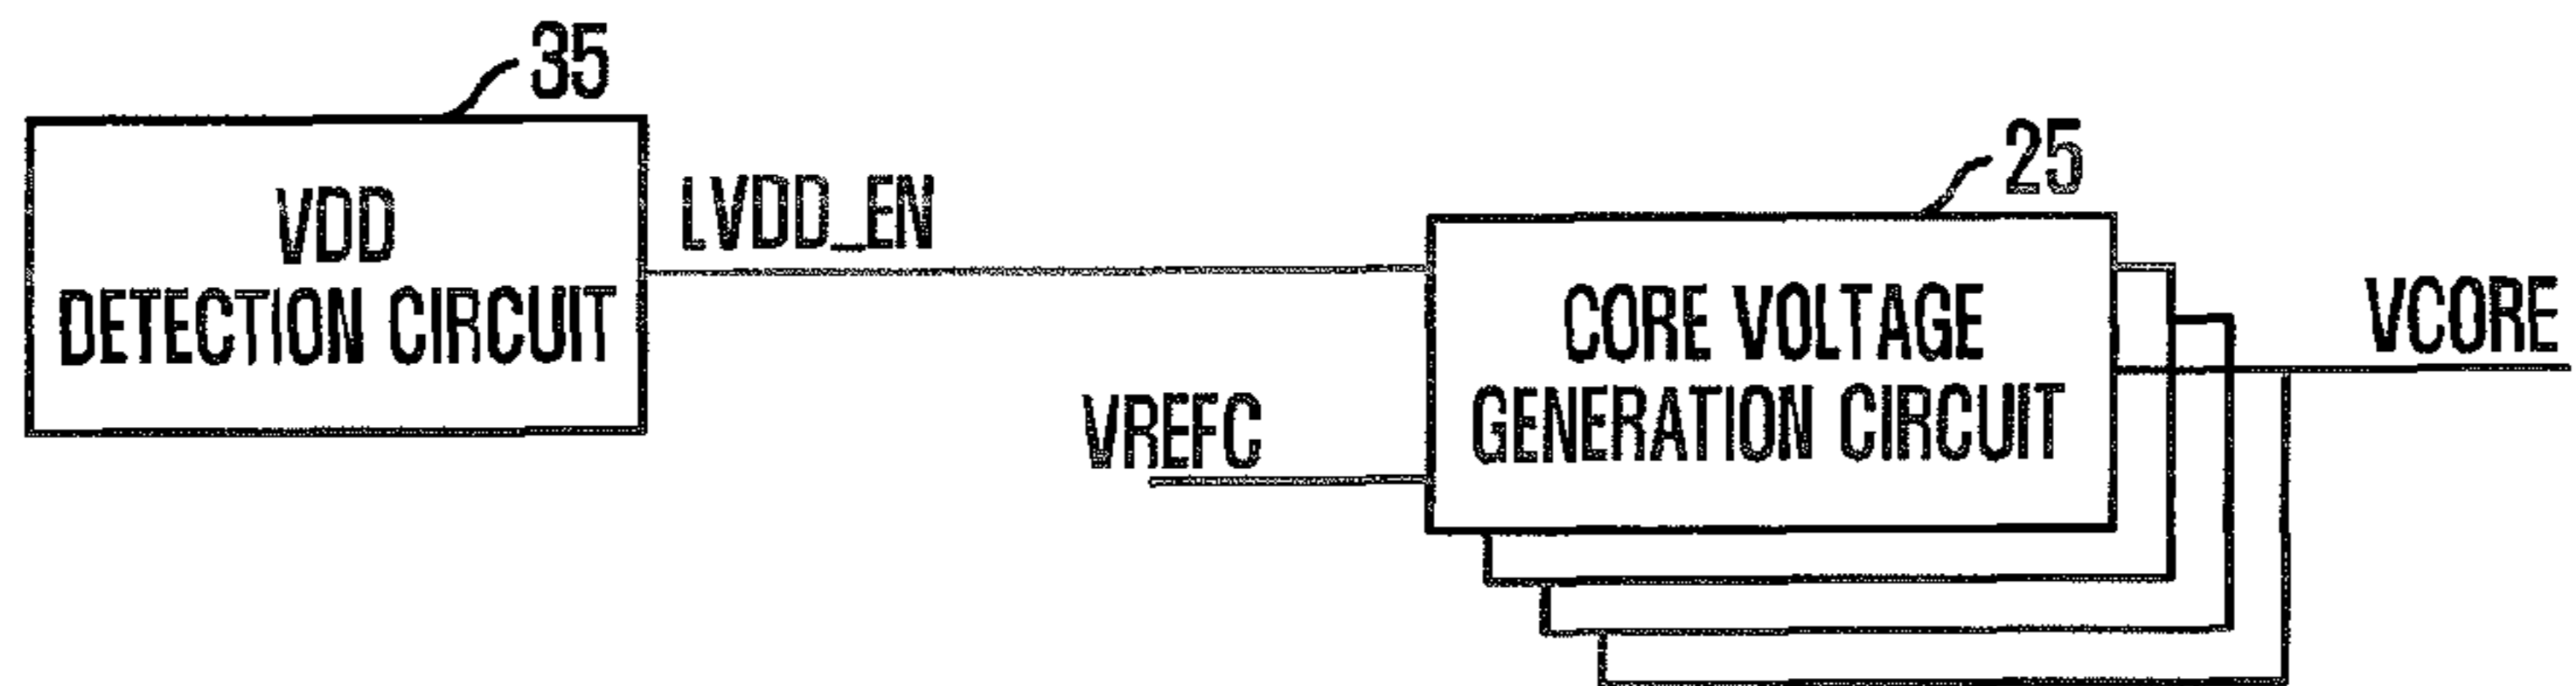 35
VDD
DETECTION CIRCUIT
LVDD_EN
25
CORE VOLTAGE
GENERATION CIRCUIT
VREFC
VCORE